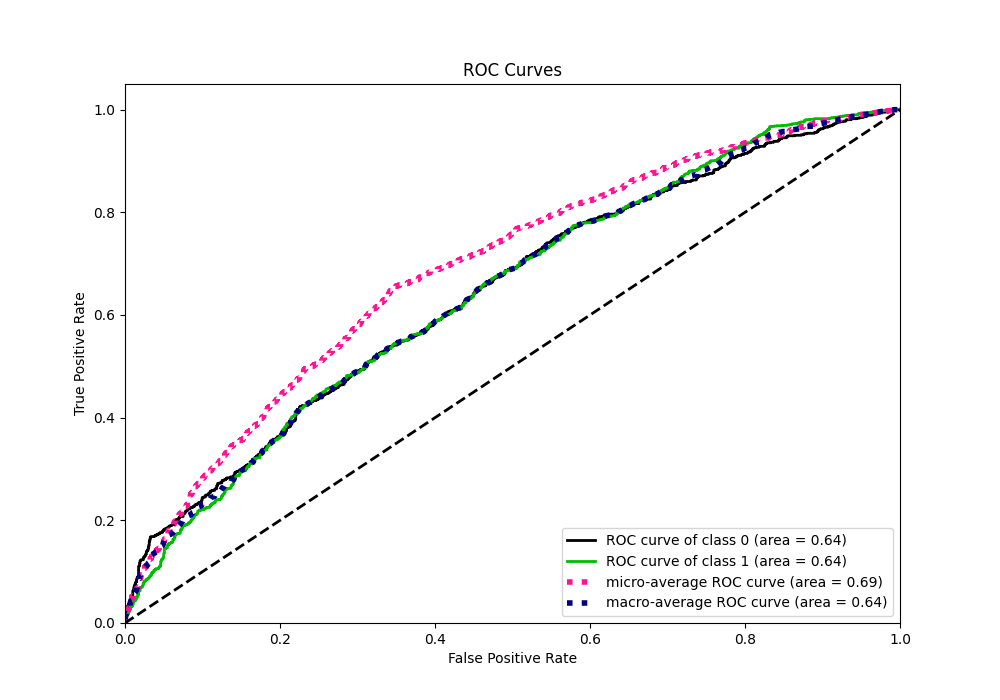 ROC Curves
1.0
0.8
0.6
0.4
0.2
0.0
True Positive Rate
ROC curve of class 0 (area = 0.64)
ROC curve of class 1 (area = 0.64)
micro-average ROC curve (area = 0.69)
macro-average ROC curve (area = 0.64)
0.0 0.2 0.4 0.6 0.8 1.0
False Positive Rate